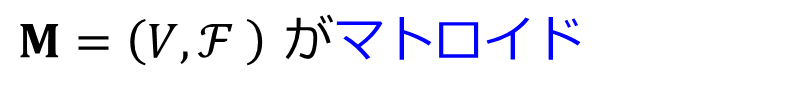 𝐌 = (𝑉, ℱ) がマトロイド